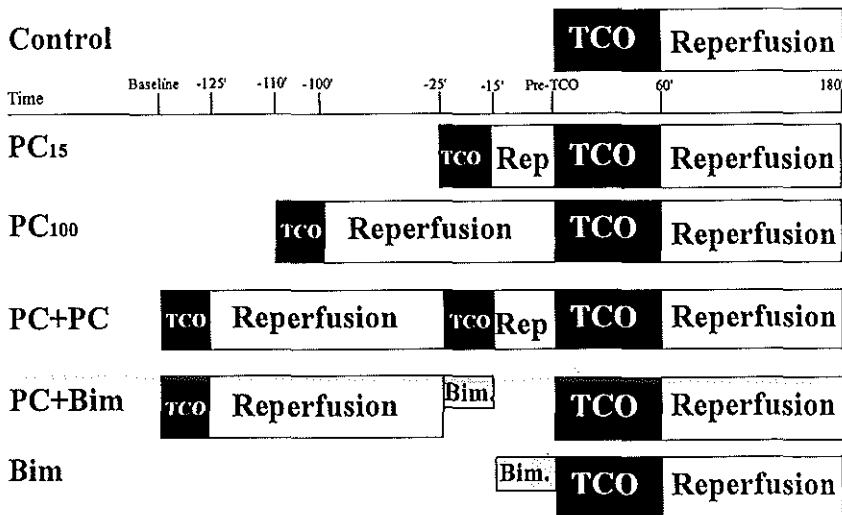 Control TCO Reperfusion
Time Baseline -125' -110' -100' -25' -15' Pre-TCO 60' 180'
PC15 TCO Rep TCO Reperfusion
PC100 TCO Reperfusion TCO Reperfusion
PC+PC TCO Reperfusion TCO Rep TCO Reperfusion
PC+Bim TCO Reperfusion Bim. TCO Reperfusion
Bim Bim. TCO Reperfusion